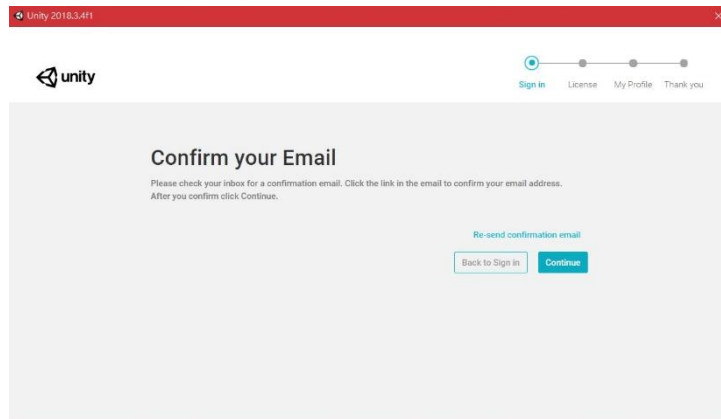 Unity 2018.3.4f1
unity
Sign in License My Profile Thank you
Confirm your Email
Please check your inbox for a confirmation email. Click the link in the email to confirm your email address.
After you confirm click Continue.
Re-send confirmation email
Back to Sign in Continue